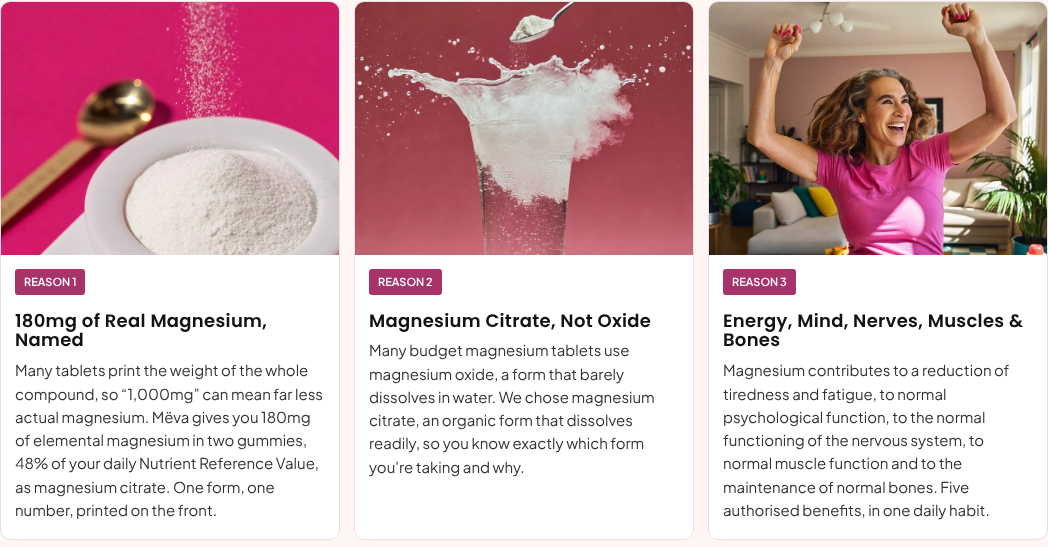 REASON 1
180mg of Real Magnesium,
Named
Many tablets print the weight of the whole
compound, so “1,000mg” can mean far less
actual magnesium. Mëva gives you 180mg
of elemental magnesium in two gummies,
48% of your daily Nutrient Reference Value,
as magnesium citrate. One form, one
number, printed on the front.
REASON 2
Magnesium Citrate, Not Oxide
Many budget magnesium tablets use
magnesium oxide, a form that barely
dissolves in water. We chose magnesium
citrate, an organic form that dissolves
readily, so you know exactly which form
you're taking and why.
REASON 3
Energy, Mind, Nerves, Muscles &
Bones
Magnesium contributes to a reduction of
tiredness and fatigue, to normal
psychological function, to the normal
functioning of the nervous system, to
normal muscle function and to the
maintenance of normal bones. Five
authorised benefits, in one daily habit.